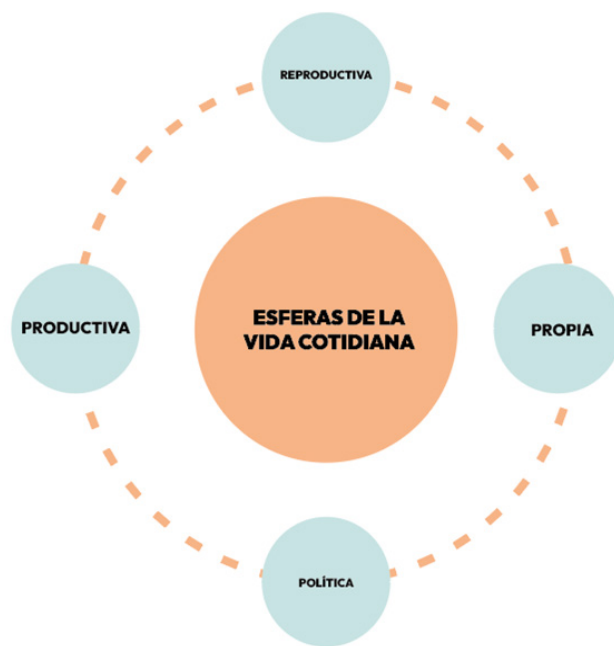 REPRODUCTIVA
PRODUCTIVA
ESFERAS DE LA
VIDA COTIDIANA
PROPIA
POLÍTICA